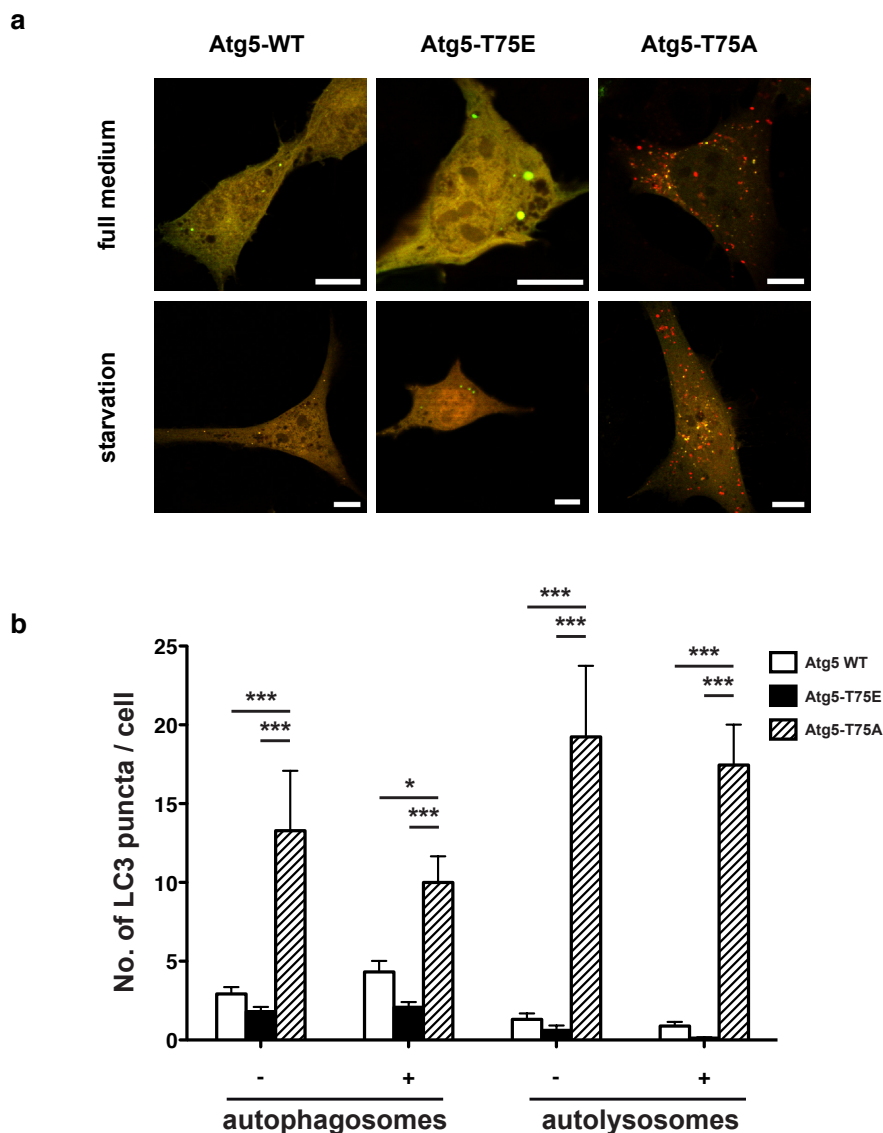 a
Atg5-WT Atg5-T75E Atg5-T75A
full medium
starvation
b
No. of LC3 puncta / cell
25
20
15
10
5
0
*** ***
* ***
*** ***
*** ***
Atg5 WT
Atg5-T75E
Atg5-T75A
- + - +
autophagosomes autolysosomes